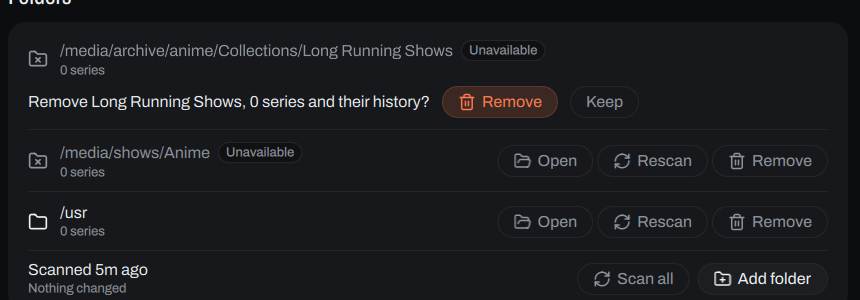 Folders
/media/archive/anime/Collections/Long Running Shows Unavailable
0 series
Remove Long Running Shows, 0 series and their history? Remove Keep
/media/shows/Anime Unavailable
0 series
Open Rescan Remove
/usr
0 series
Open Rescan Remove
Scanned 5m ago
Nothing changed
Scan all Add folder